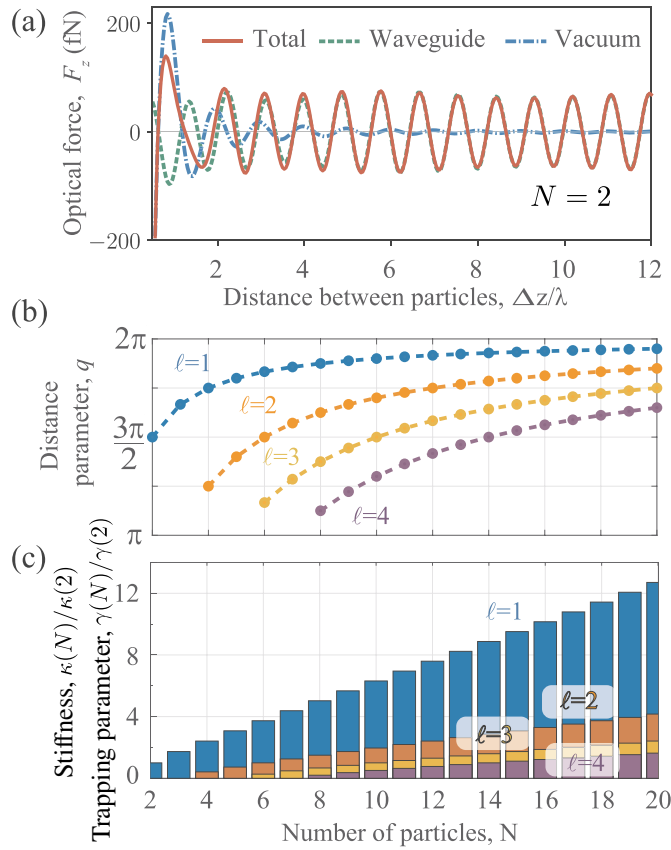 (a)
Total Waveguide Vacuum
Optical force, F_z (fN)
200
0
−200
N = 2
2 4 6 8 10 12
Distance between particles, Δz/λ
(b)
Distance
parameter, q
2π
3π/2
π
ℓ=1
ℓ=2
ℓ=3
ℓ=4
(c)
Stiffness, κ(N)/κ(2)
Trapping parameter, γ(N)/γ(2)
12
8
4
0
ℓ=1
ℓ=2
ℓ=3
ℓ=4
2 4 6 8 10 12 14 16 18 20
Number of particles, N